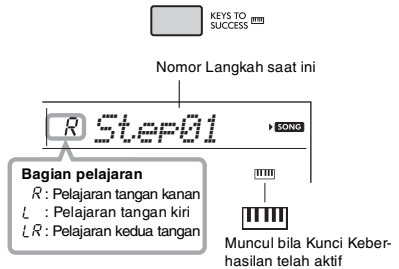 KEYS TO
SUCCESS
Nomor Langkah saat ini
R Step01 SONG
Bagian pelajaran
R : Pelajaran tangan kanan
L : Pelajaran tangan kiri
LR : Pelajaran kedua tangan
Muncul bila Kunci Keber-
hasilan telah aktif